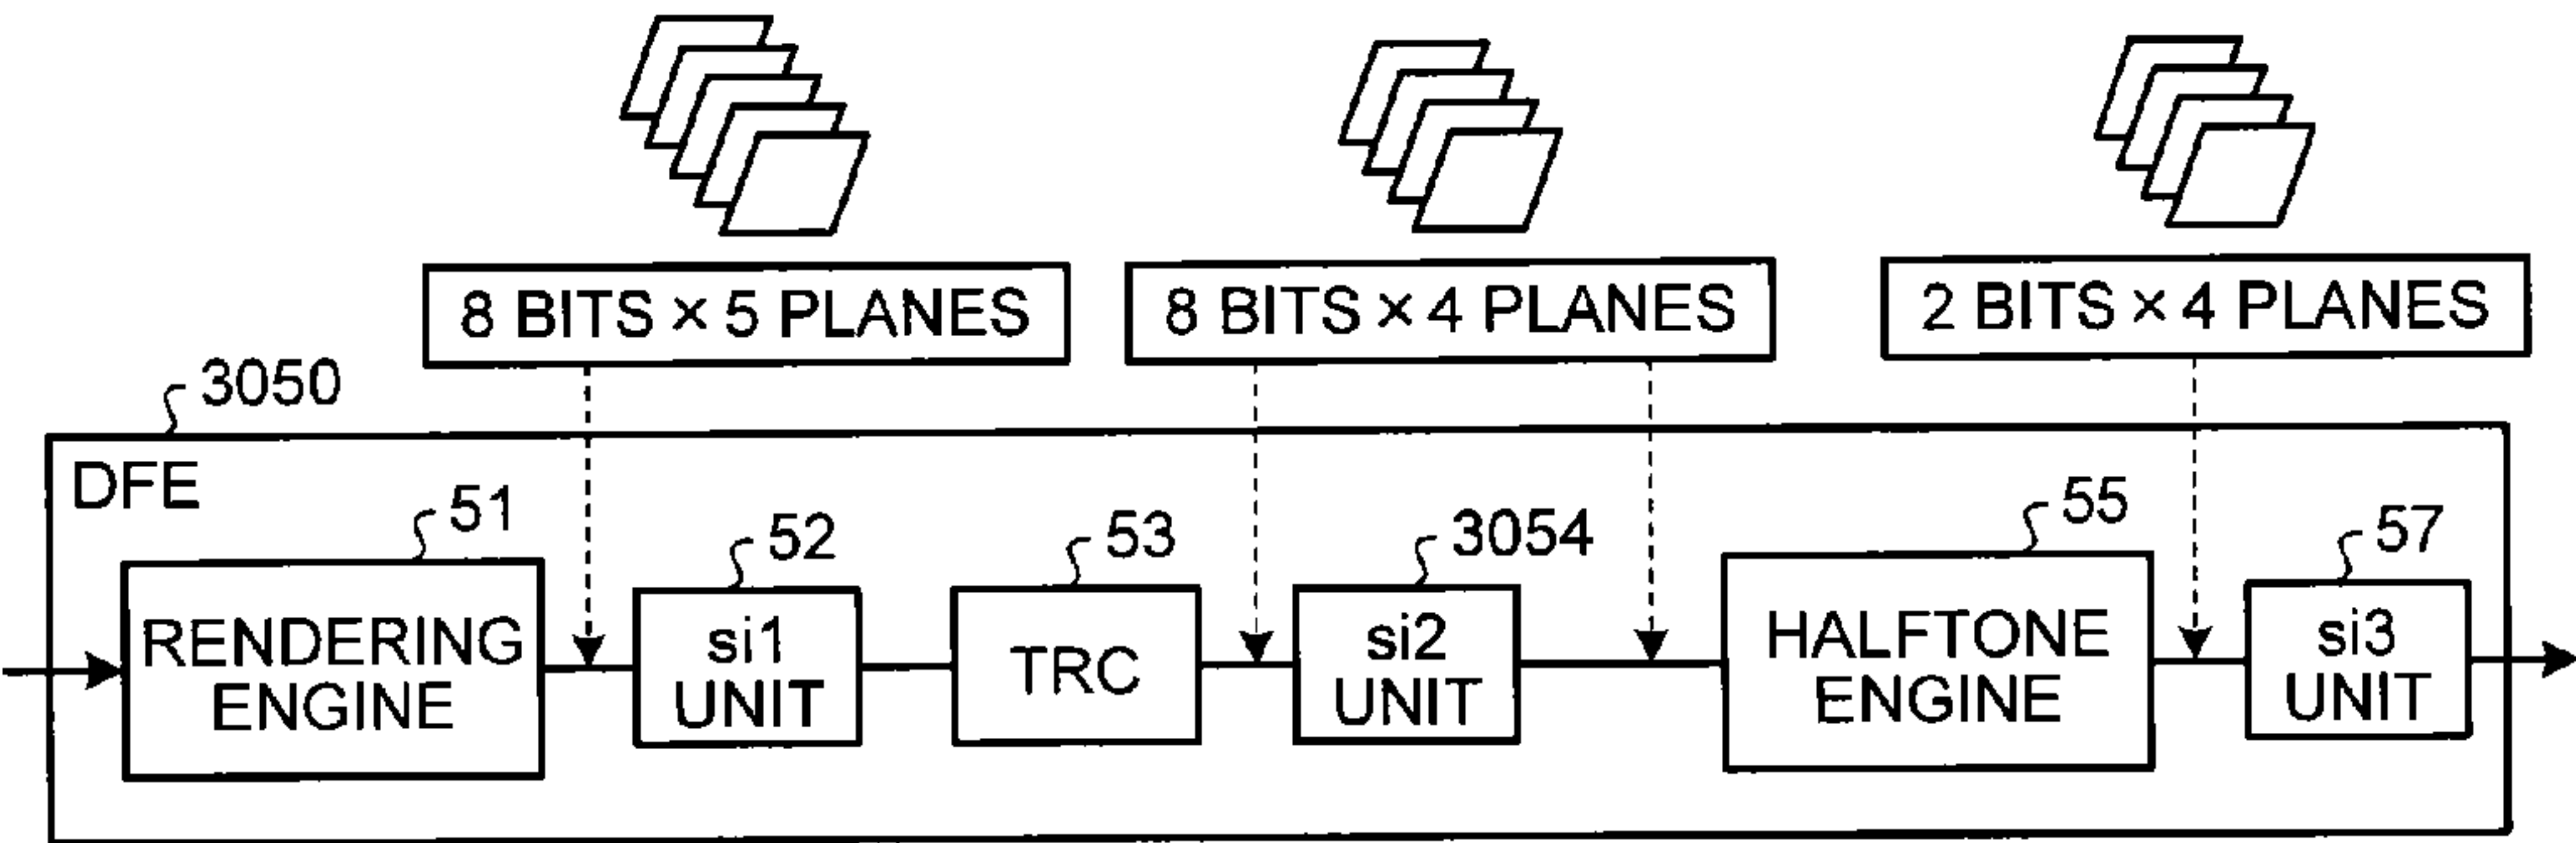 8 BITS × 5 PLANES
8 BITS × 4 PLANES
2 BITS × 4 PLANES
3050
DFE
51
52
53
3054
55
57
RENDERING
ENGINE
si1
UNIT
TRC
si2
UNIT
HALFTONE
ENGINE
si3
UNIT